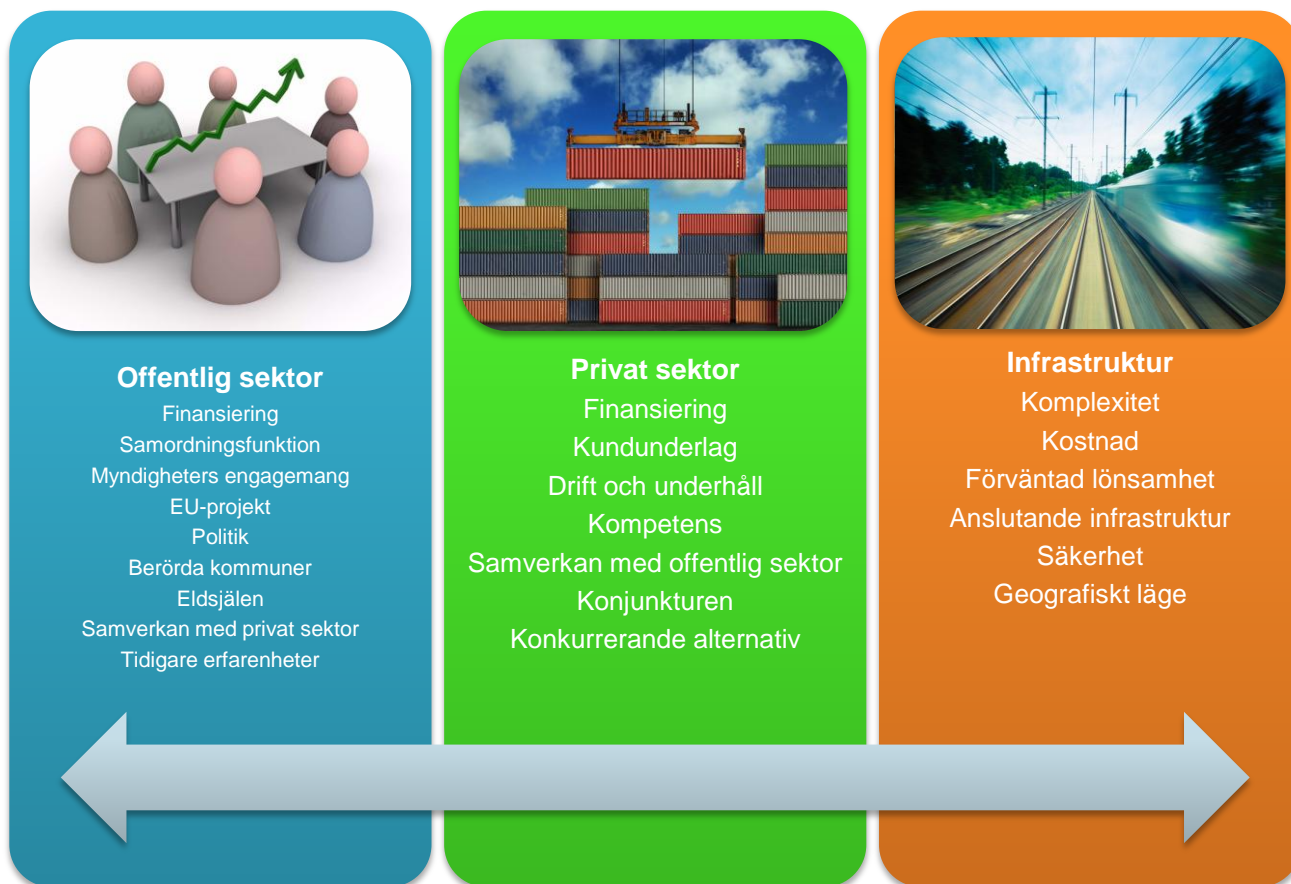 Offentlig sektor
Finansiering
Samordningsfunktion
Myndigheters engagemang
EU-projekt
Politik
Berörda kommuner
Eldsjälen
Samverkan med privat sektor
Tidigare erfarenheter
Privat sektor
Finansiering
Kundunderlag
Drift och underhåll
Kompetens
Samverkan med offentlig sektor
Konjunkturen
Konkurrerande alternativ
Infrastruktur
Komplexitet
Kostnad
Förväntad lönsamhet
Anslutande infrastruktur
Säkerhet
Geografiskt läge